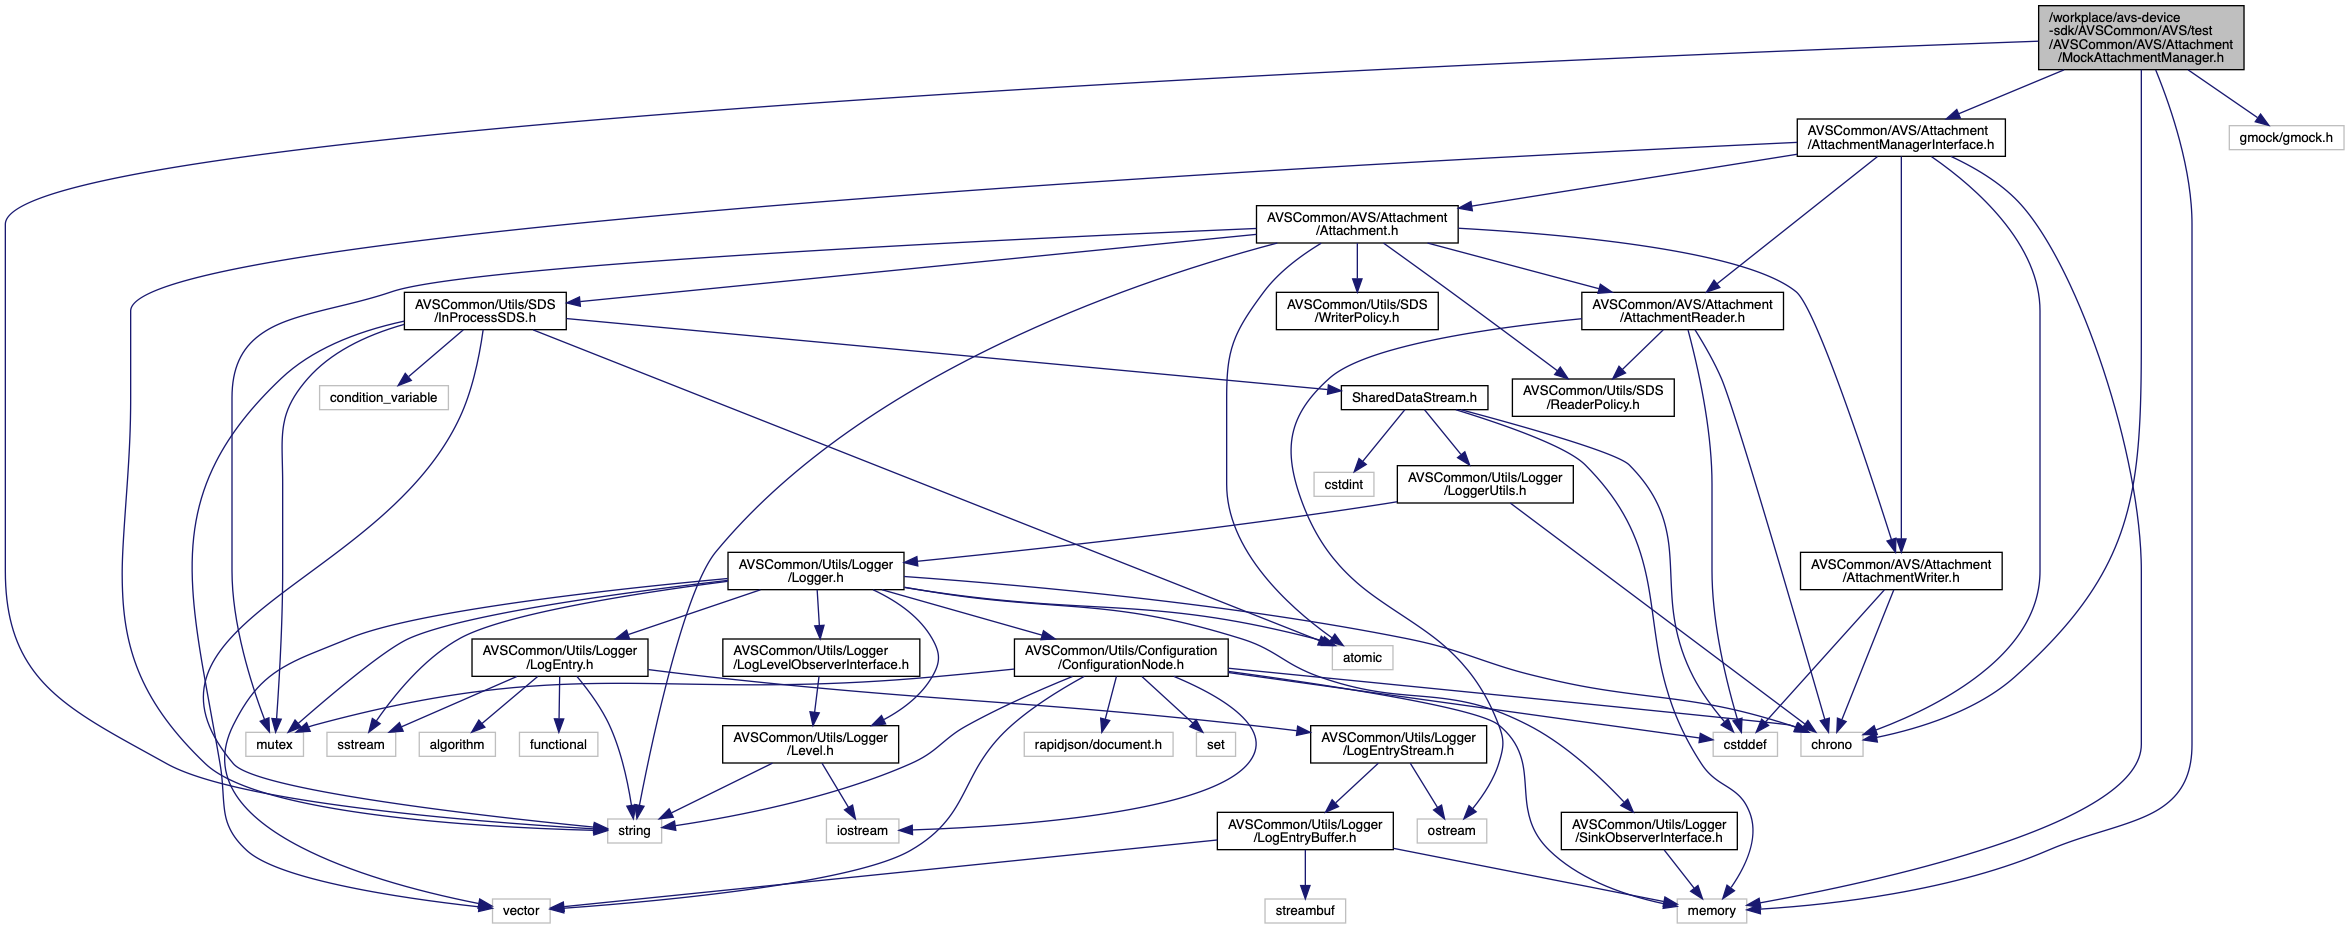 /workplace/avs-device
-sdk/AVSCommon/AVS/test
/AVSCommon/AVS/Attachment
/MockAttachmentManager.h
AVSCommon/AVS/Attachment
/AttachmentManagerInterface.h
gmock/gmock.h
AVSCommon/AVS/Attachment
/Attachment.h
AVSCommon/Utils/SDS
/InProcessSDS.h
AVSCommon/Utils/SDS
/WriterPolicy.h
AVSCommon/AVS/Attachment
/AttachmentReader.h
condition_variable
SharedDataStream.h
AVSCommon/Utils/SDS
/ReaderPolicy.h
cstdint
AVSCommon/Utils/Logger
/LoggerUtils.h
AVSCommon/Utils/Logger
/Logger.h
AVSCommon/AVS/Attachment
/AttachmentWriter.h
AVSCommon/Utils/Logger
/LogEntry.h
AVSCommon/Utils/Logger
/LogLevelObserverInterface.h
AVSCommon/Utils/Configuration
/ConfigurationNode.h
atomic
mutex
sstream
algorithm
functional
AVSCommon/Utils/Logger
/Level.h
rapidjson/document.h
set
AVSCommon/Utils/Logger
/LogEntryStream.h
cstddef
chrono
string
iostream
AVSCommon/Utils/Logger
/LogEntryBuffer.h
ostream
AVSCommon/Utils/Logger
/SinkObserverInterface.h
vector
streambuf
memory